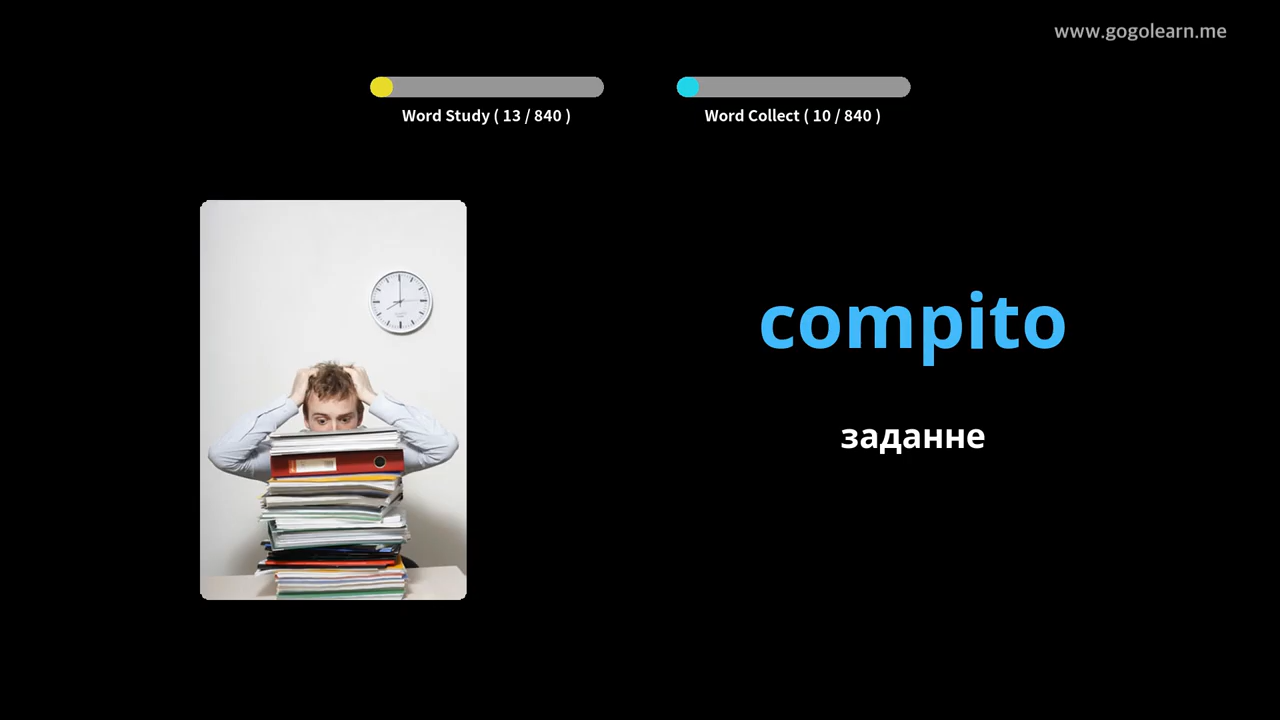 www.gogolearn.me
Word Study ( 13 / 840 )
Word Collect ( 10 / 840 )
compito
заданне